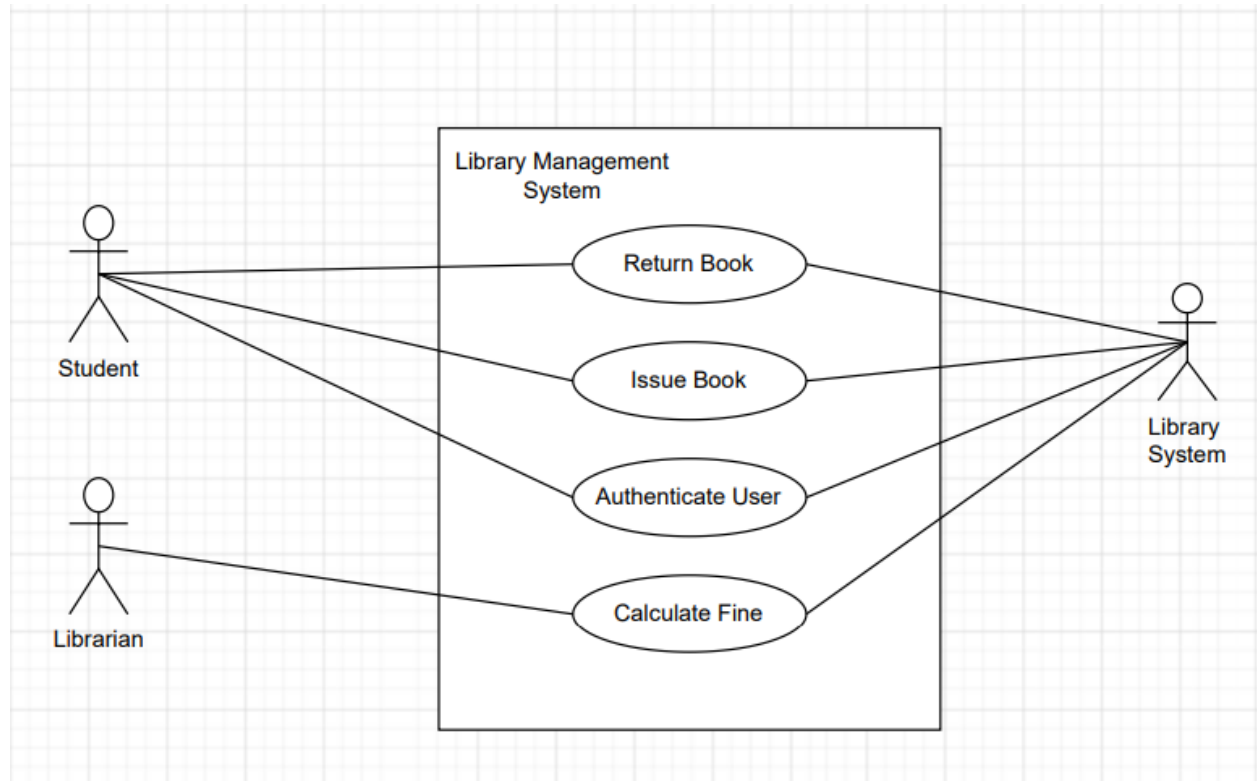 Library Management
System
Return Book
Student
Issue Book
Library
System
Authenticate User
Calculate Fine
Librarian